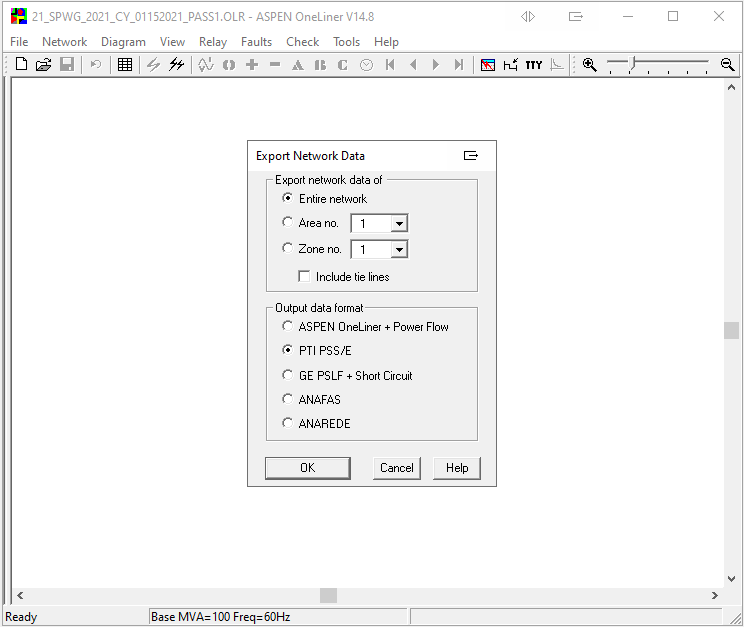 21_SPWG_2021_CY_01152021_PASS1.OLR - ASPEN OneLiner V14.8
File Network Diagram View Relay Faults Check Tools Help
A B C TTY
Export Network Data
Export network data of
Entire network
Area no. 1
Zone no. 1
Include tie lines
Output data format
ASPEN OneLiner + Power Flow
PTI PSS/E
GE PSLF + Short Circuit
ANAFAS
ANAREDE
OK Cancel Help
Ready Base MVA=100 Freq=60Hz